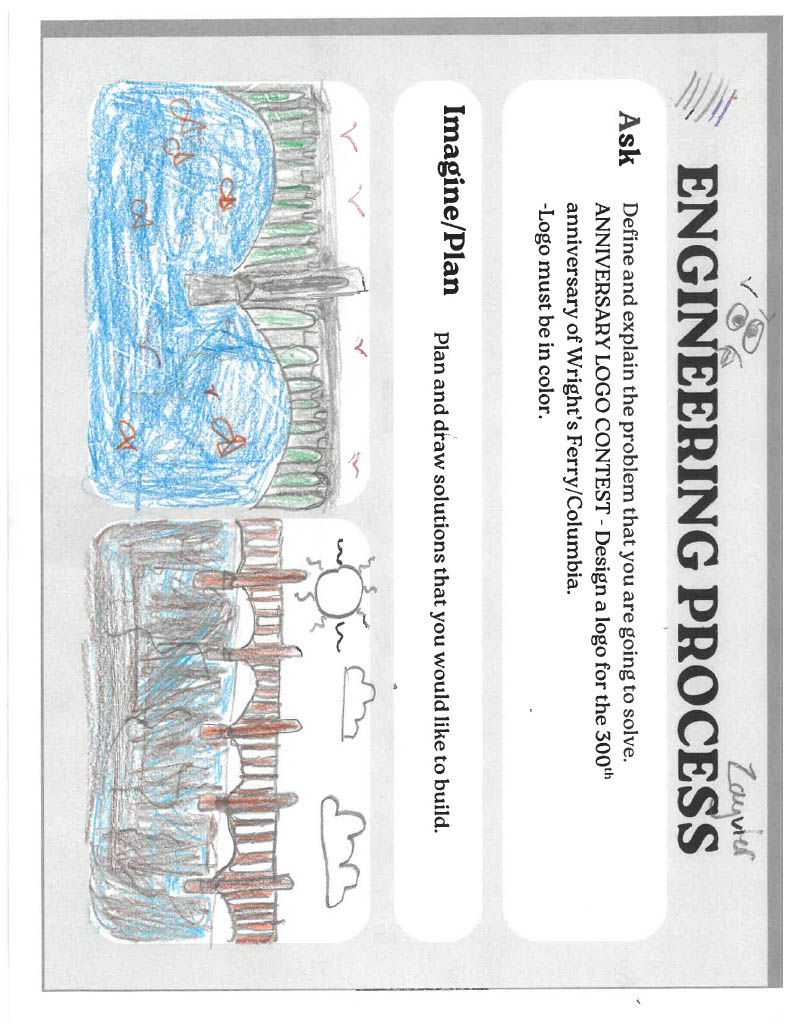 Zayvier
ENGINEERING PROCESS
Ask
Define and explain the problem that you are going to solve.
ANNIVERSARY LOGO CONTEST - Design a logo for the 300th
anniversary of Wright's Ferry/Columbia.
-Logo must be in color.
Imagine/Plan
Plan and draw solutions that you would like to build.